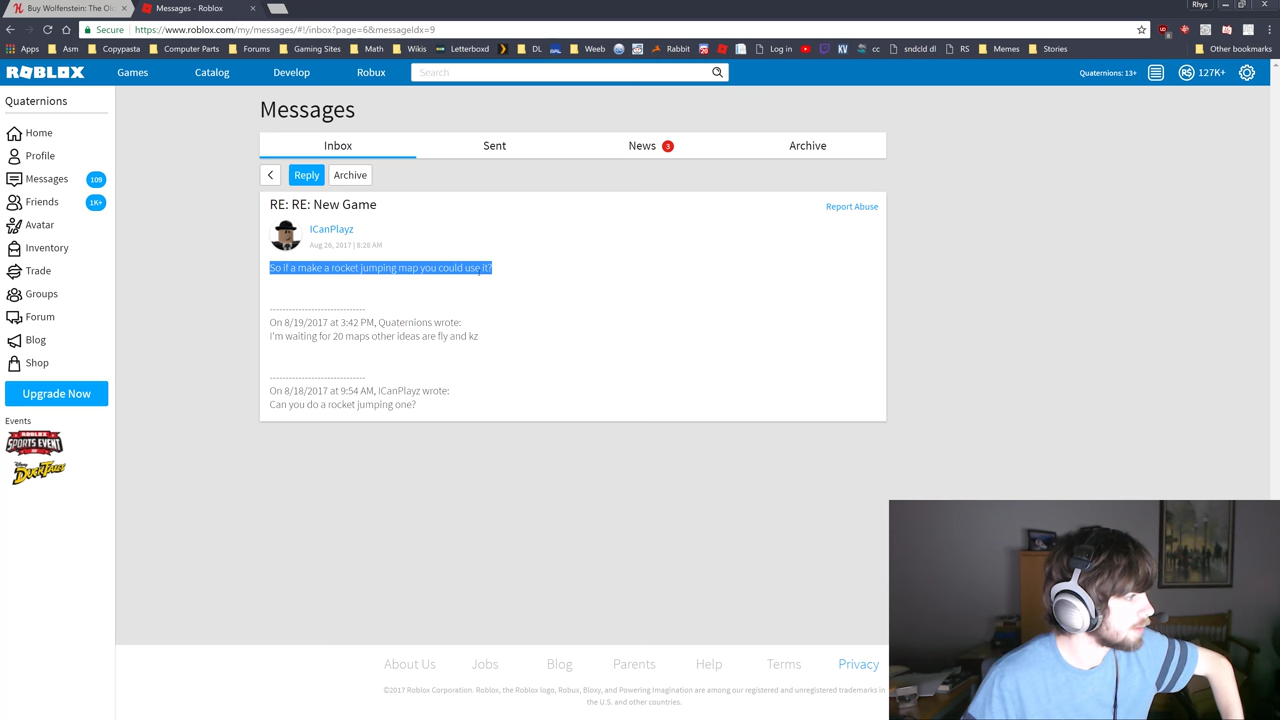 Buy Wolfenstein: The Ol
Messages - Roblox
Rhys
Secure
https://www.roblox.com/my/messages/#!/inbox?page=6&messageIdx=9
Apps Asm Copypasta Computer Parts Forums Gaming Sites Math Wikis Letterboxd DL Weeb Rabbit Log in KV cc sndcld dl RS Memes Stories Other bookmarks
ROBLOX Games Catalog Develop Robux Search Quaternions: 13+ R$ 127K+
Quaternions
Home
Profile
Messages 109
Friends 1K+
Avatar
Inventory
Trade
Groups
Forum
Blog
Shop
Upgrade Now
Events
ROBLOX
SPORTS EVENT
Disney
DUCKTALES
Messages
Inbox Sent News 3 Archive
Reply Archive
RE: RE: New Game
Report Abuse
ICanPlayz
Aug 26, 2017 | 8:28 AM
So if a make a rocket jumping map you could use it?
------------------------------
On 8/19/2017 at 3:42 PM, Quaternions wrote:
I'm waiting for 20 maps other ideas are fly and kz
------------------------------
On 8/18/2017 at 9:54 AM, ICanPlayz wrote:
Can you do a rocket jumping one?
About Us Jobs Blog Parents Help Terms Privacy
©2017 Roblox Corporation. Roblox, the Roblox logo, Robux, Bloxy, and Powering Imagination are among our registered and unregistered trademarks in
the U.S. and other countries.